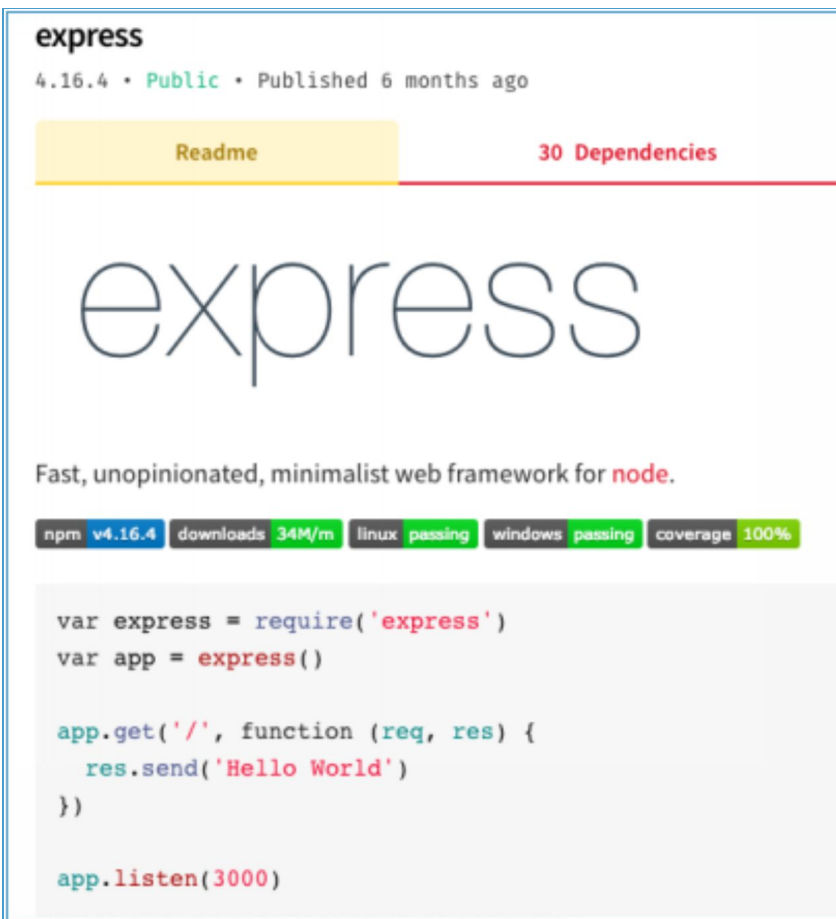 express
4.16.4 • Public • Published 6 months ago
Readme
30 Dependencies
express
Fast, unopinionated, minimalist web framework for node.
npm v4.16.4 downloads 34M/m linux passing windows passing coverage 100%
var express = require('express')
var app = express()
app.get('/', function (req, res) {
  res.send('Hello World')
})
app.listen(3000)